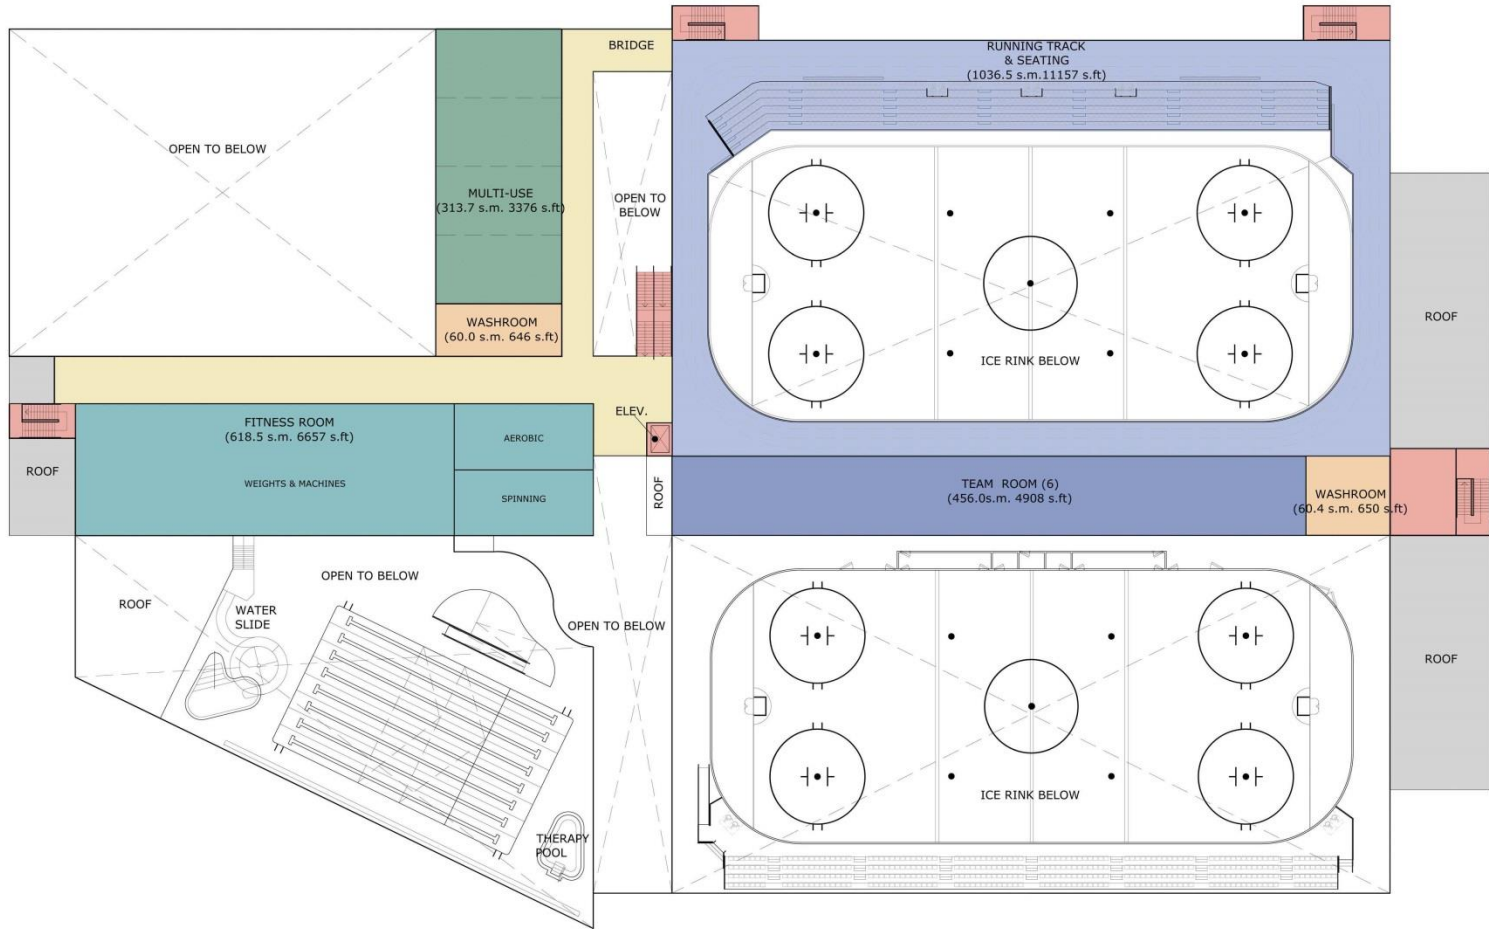 BRIDGE
RUNNING TRACK
& SEATING
(1036.5 s.m.11157 s.ft)
OPEN TO BELOW
MULTI-USE
(313.7 s.m. 3376 s.ft)
OPEN TO
BELOW
WASHROOM
(60.0 s.m. 646 s.ft)
ICE RINK BELOW
ROOF
FITNESS ROOM
(618.5 s.m. 6657 s.ft)
WEIGHTS & MACHINES
AEROBIC
SPINNING
ELEV.
ROOF
ROOF
TEAM ROOM (6)
(456.0s.m. 4908 s.ft)
WASHROOM
(60.4 s.m. 650 s.ft)
OPEN TO BELOW
ROOF
WATER
SLIDE
OPEN TO BELOW
THERAPY
POOL
ICE RINK BELOW
ROOF